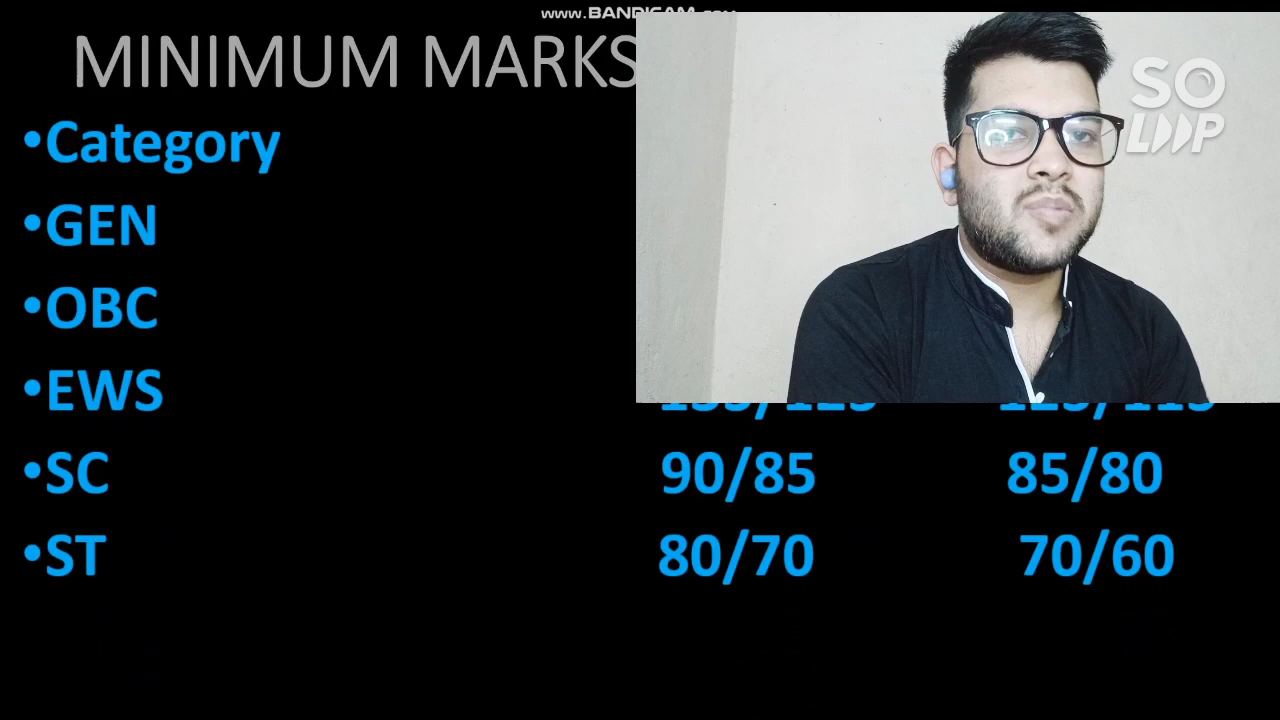 www.BANDICAM.com
MINIMUM MARKS
SO
LOOP
•Category
•GEN
•OBC
•EWS
•SC 90/85 85/80
•ST 80/70 70/60